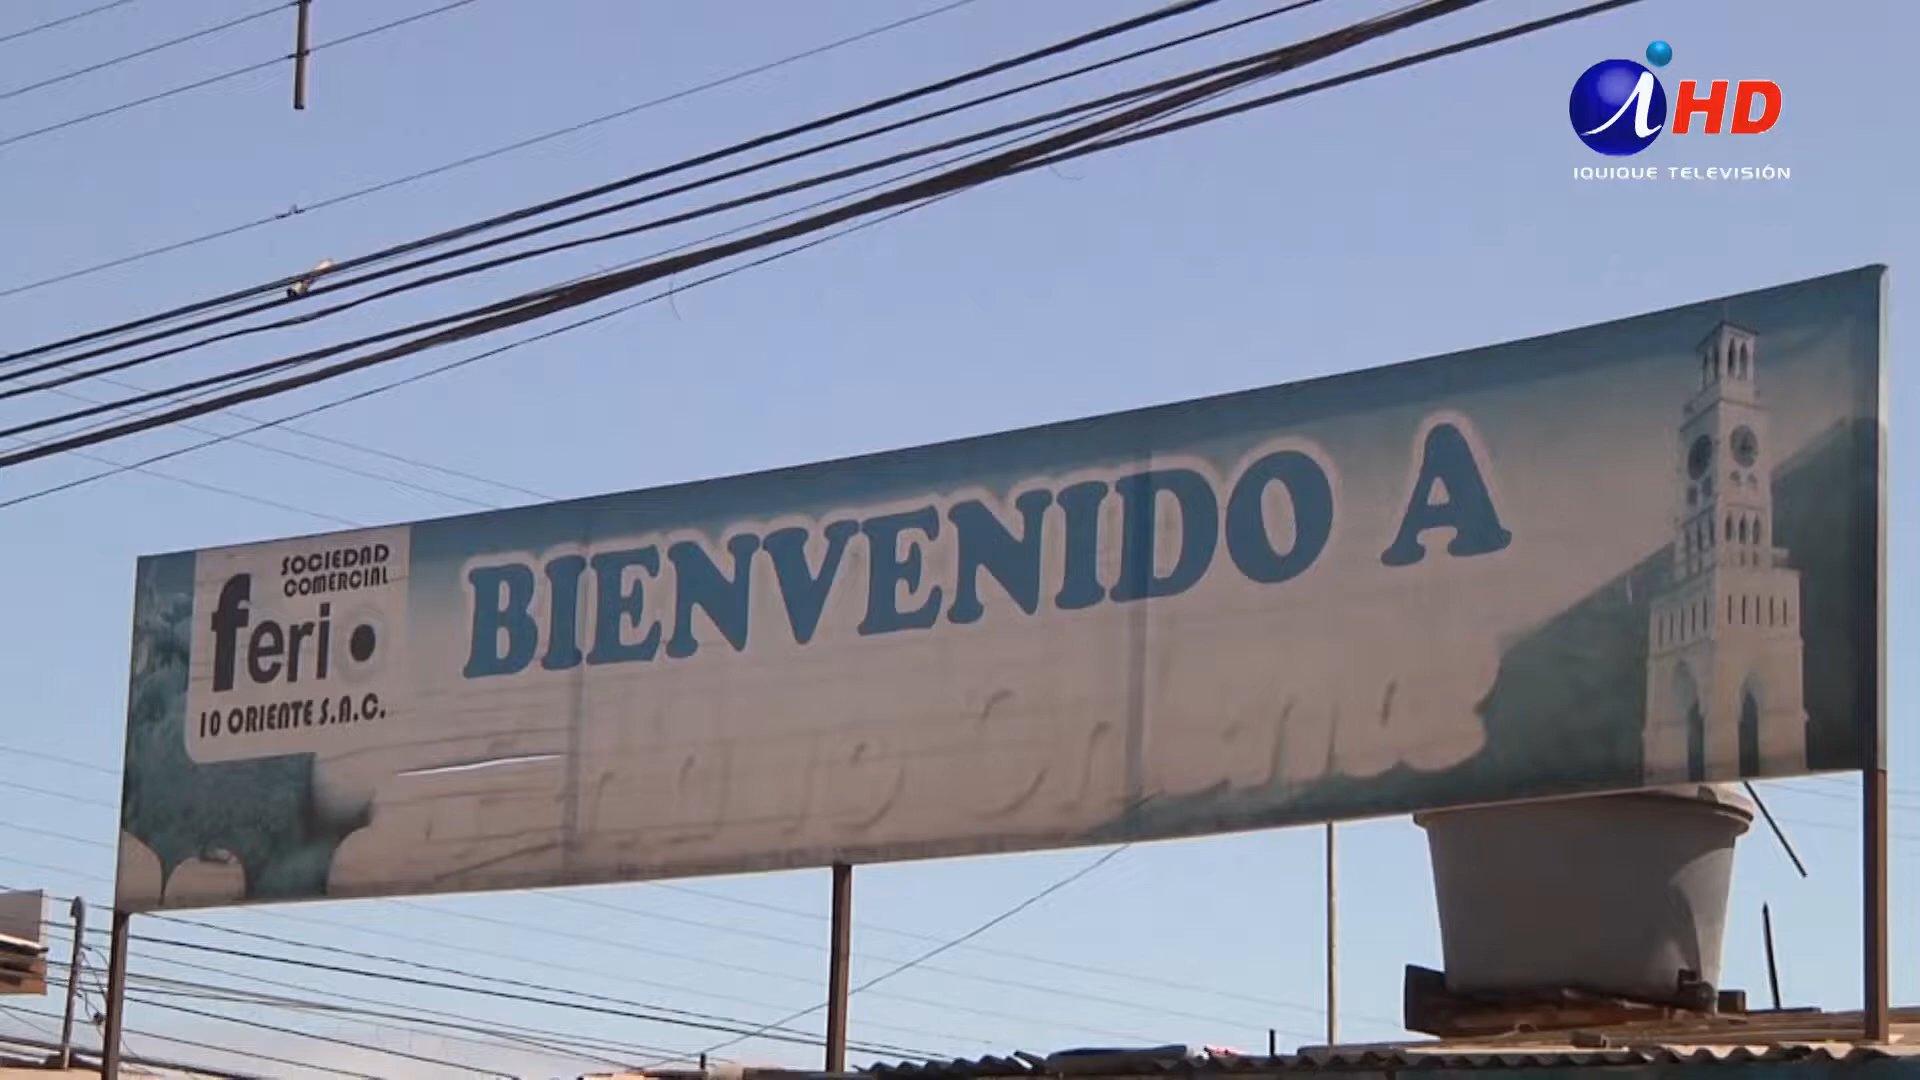 HD
IQUIQUE TELEVISIÓN
SOCIEDAD
COMERCIAL
feri
10 ORIENTE S.A.C.
BIENVENIDO A